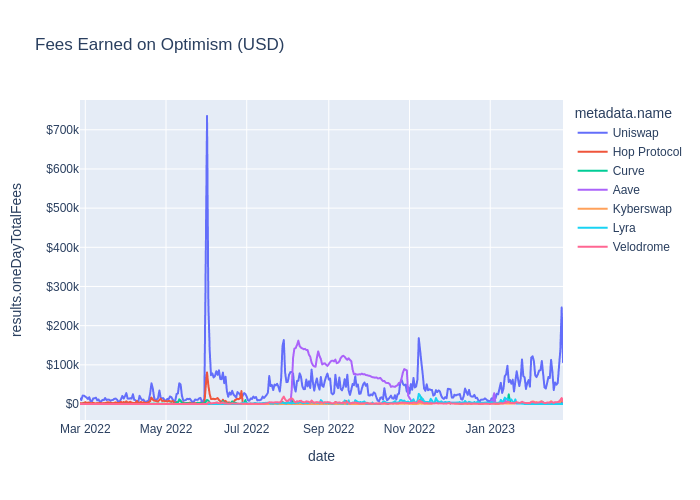 Fees Earned on Optimism (USD)
metadata.name
Uniswap
Hop Protocol
Curve
Aave
Kyberswap
Lyra
Velodrome
$700k
$600k
$500k
$400k
$300k
$200k
$100k
$0
results.oneDayTotalFees
Mar 2022 May 2022 Jul 2022 Sep 2022 Nov 2022 Jan 2023
date